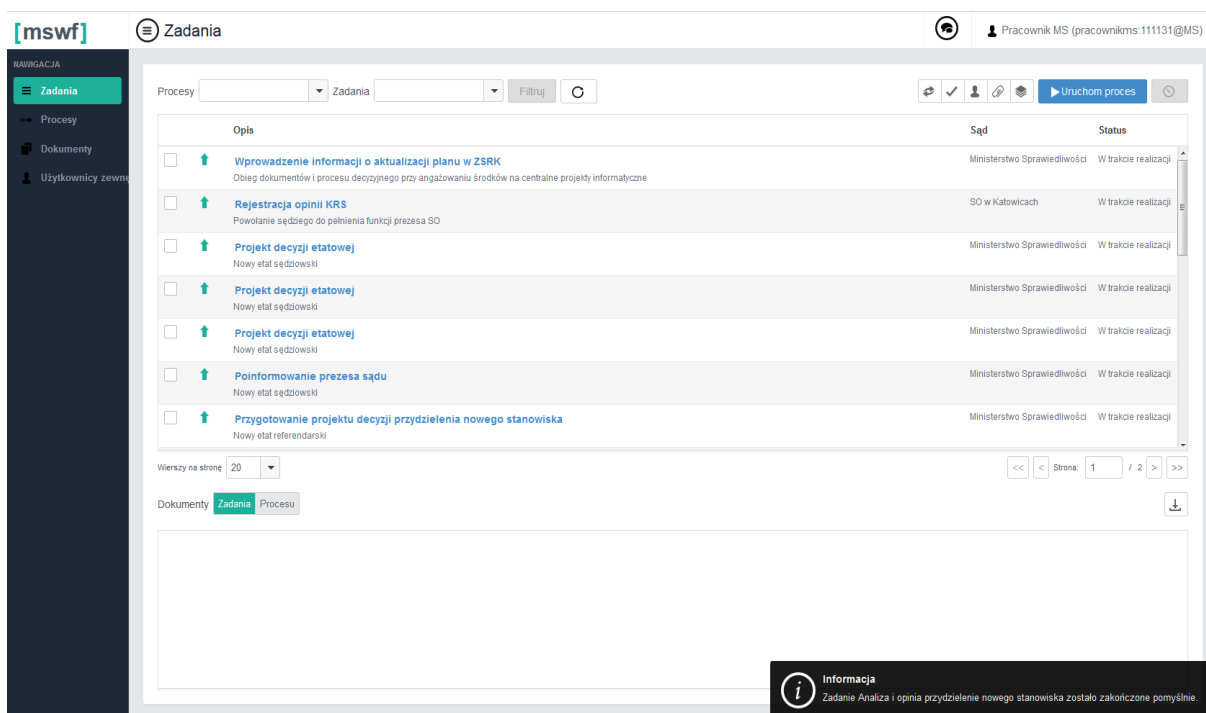 [mswf]
Zadania
Pracownik MS (pracownikms:111131@MS)
NAWIGACJA
Zadania
Procesy
Dokumenty
Użytkownicy zewnę
Procesy
Zadania
Filtruj
Uruchom proces
Opis Sąd Status
Wprowadzenie informacji o aktualizacji planu w ZSRK Ministerstwo Sprawiedliwości W trakcie realizacji
Obieg dokumentów i procesu decyzyjnego przy angażowaniu środków na centralne projekty informatyczne
Rejestracja opinii KRS SO w Katowicach W trakcie realizacji
Powołanie sędziego do pełnienia funkcji prezesa SO
Projekt decyzji etatowej Ministerstwo Sprawiedliwości W trakcie realizacji
Nowy etat sędziowski
Projekt decyzji etatowej Ministerstwo Sprawiedliwości W trakcie realizacji
Nowy etat sędziowski
Projekt decyzji etatowej Ministerstwo Sprawiedliwości W trakcie realizacji
Nowy etat sędziowski
Poinformowanie prezesa sądu Ministerstwo Sprawiedliwości W trakcie realizacji
Nowy etat sędziowski
Przygotowanie projektu decyzji przydzielenia nowego stanowiska Ministerstwo Sprawiedliwości W trakcie realizacji
Nowy etat referendarski
Wierszy na stronę 20 << < Strona: 1 / 2 > >>
Dokumenty Zadania Procesu
Informacja
Zadanie Analiza i opinia przydzielenie nowego stanowiska zostało zakończone pomyślnie.